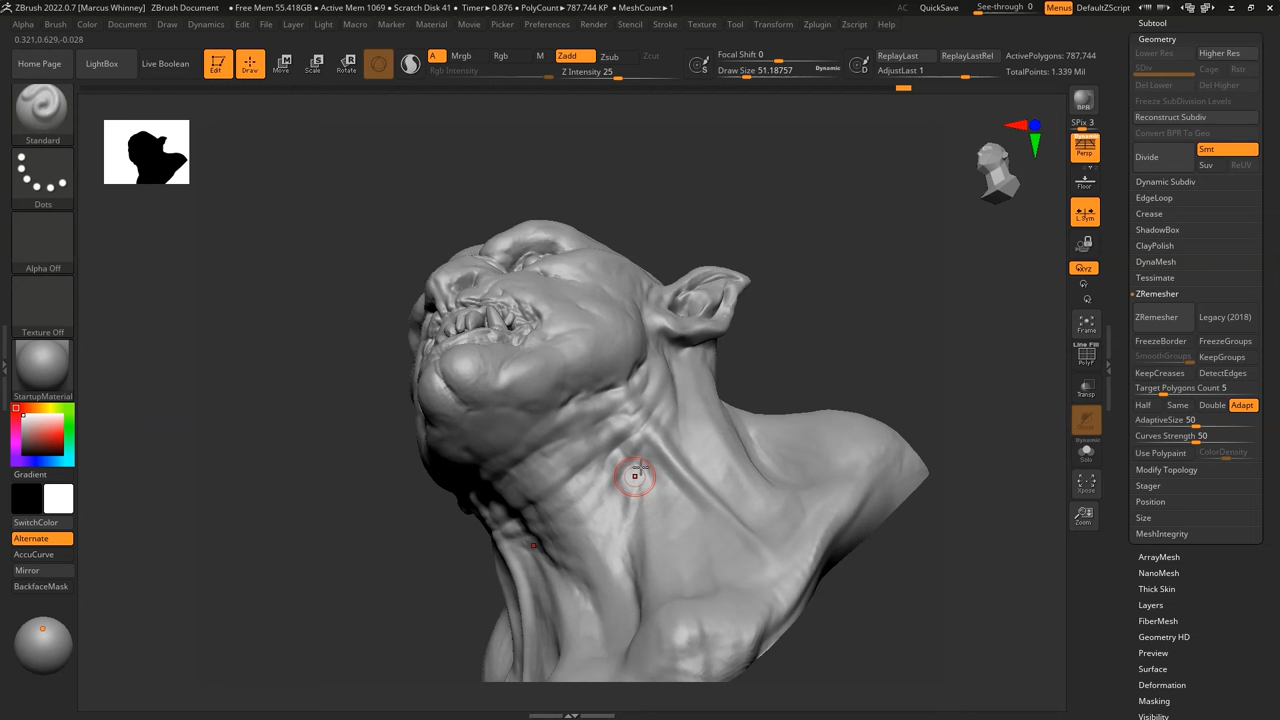 ZBrush 2022.0.7 [Marcus Whinney] ZBrush Document ● Free Mem 55.418GB ● Active Mem 1069 ● Scratch Disk 41 ● Timer▸0.876 ● PolyCount▸787.744 KP ● MeshCount▸1 AC QuickSave See-through 0 Menus DefaultZScript
Alpha Brush Color Document Draw Dynamics Edit File Layer Light Macro Marker Material Movie Picker Preferences Render Stencil Stroke Texture Tool Transform Zplugin Zscript Help
0.321,0.629,-0.028
Home Page LightBox Live Boolean Edit Draw Move Scale Rotate
A Mrgb Rgb M Zadd Zsub Zcut
Rgb Intensity Z Intensity 25
Focal Shift 0
Draw Size 51.18757 Dynamic
S D
ReplayLast ReplayLastRel ActivePolygons: 787,744
AdjustLast 1 TotalPoints: 1.339 Mil
Standard
Dots
Alpha Off
Texture Off
StartupMaterial
Gradient
SwitchColor
Alternate
AccuCurve
Mirror
BackfaceMask
BPR
SPix 3
Dynamic
Persp
Floor
L.Sym
XYZ
Frame
Line Fill
PolyF
Transp
Dynamic
Solo
Xpose
Zoom
Subtool
Geometry
Lower Res Higher Res
SDiv Cage Rstr
Del Lower Del Higher
Freeze SubDivision Levels
Reconstruct Subdiv
Convert BPR To Geo
Divide Smt
Suv ReUV
Dynamic Subdiv
EdgeLoop
Crease
ShadowBox
ClayPolish
DynaMesh
Tessimate
ZRemesher
ZRemesher Legacy (2018)
FreezeBorder FreezeGroups
SmoothGroups KeepGroups
KeepCreases DetectEdges
Target Polygons Count 5
Half Same Double Adapt
AdaptiveSize 50
Curves Strength 50
Use Polypaint ColorDensity
Modify Topology
Stager
Position
Size
MeshIntegrity
ArrayMesh
NanoMesh
Thick Skin
Layers
FiberMesh
Geometry HD
Preview
Surface
Deformation
Masking
Visibility